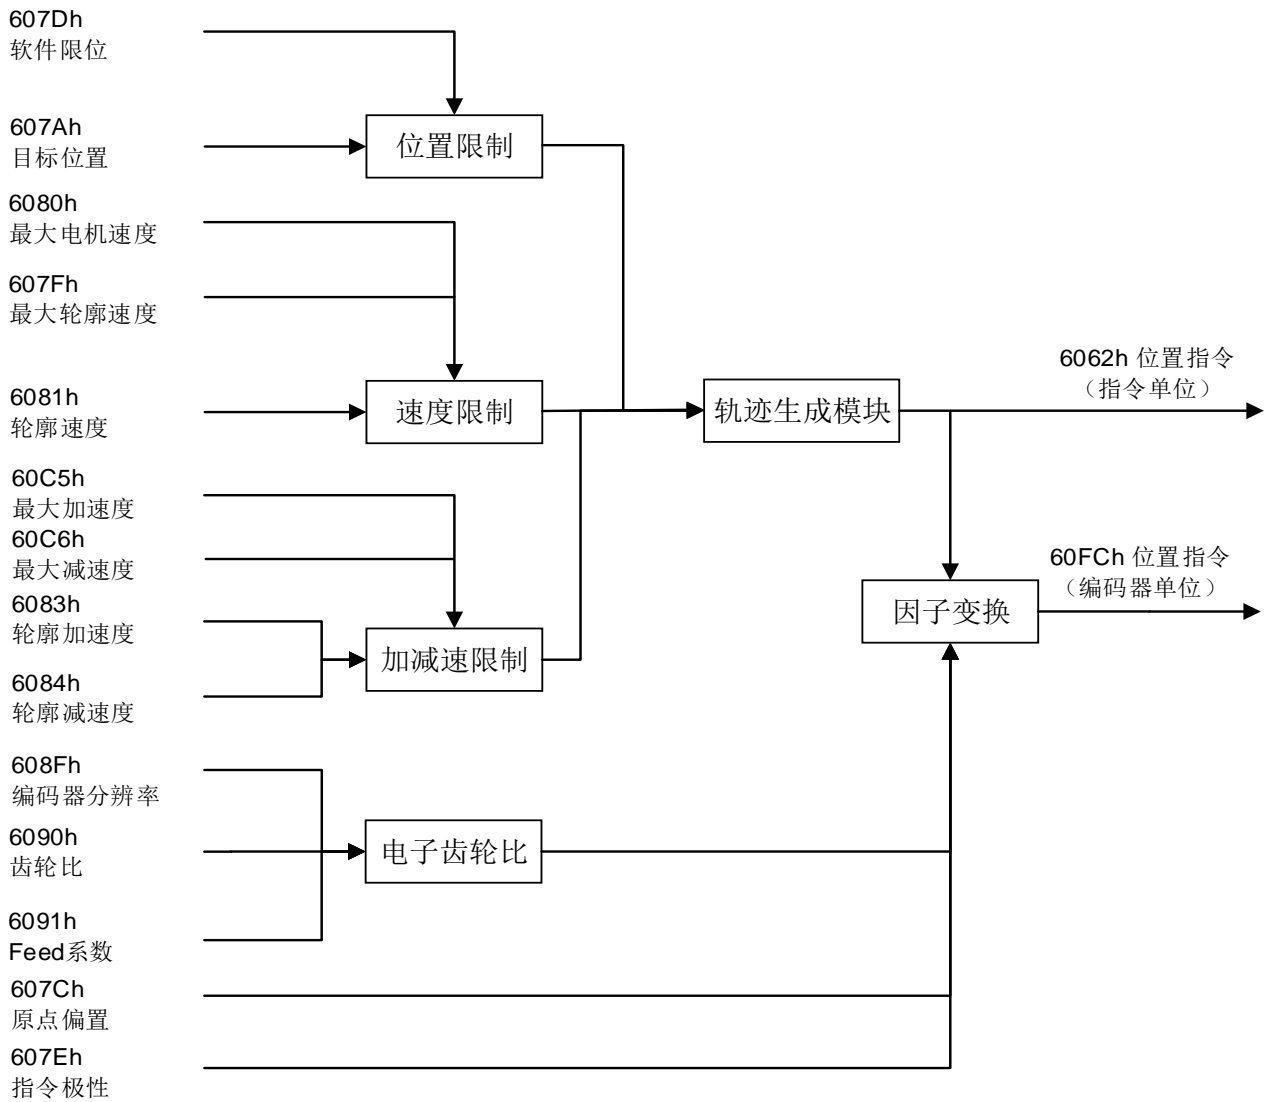 607Dh
软件限位
607Ah
目标位置
位置限制
6080h
最大电机速度
607Fh
最大轮廓速度
6081h
轮廓速度
速度限制
轨迹生成模块
6062h 位置指令
（指令单位）
60C5h
最大加速度
60C6h
最大减速度
6083h
轮廓加速度
6084h
轮廓减速度
加减速限制
因子变换
60FCh 位置指令
（编码器单位）
608Fh
编码器分辨率
6090h
齿轮比
电子齿轮比
6091h
Feed系数
607Ch
原点偏置
607Eh
指令极性